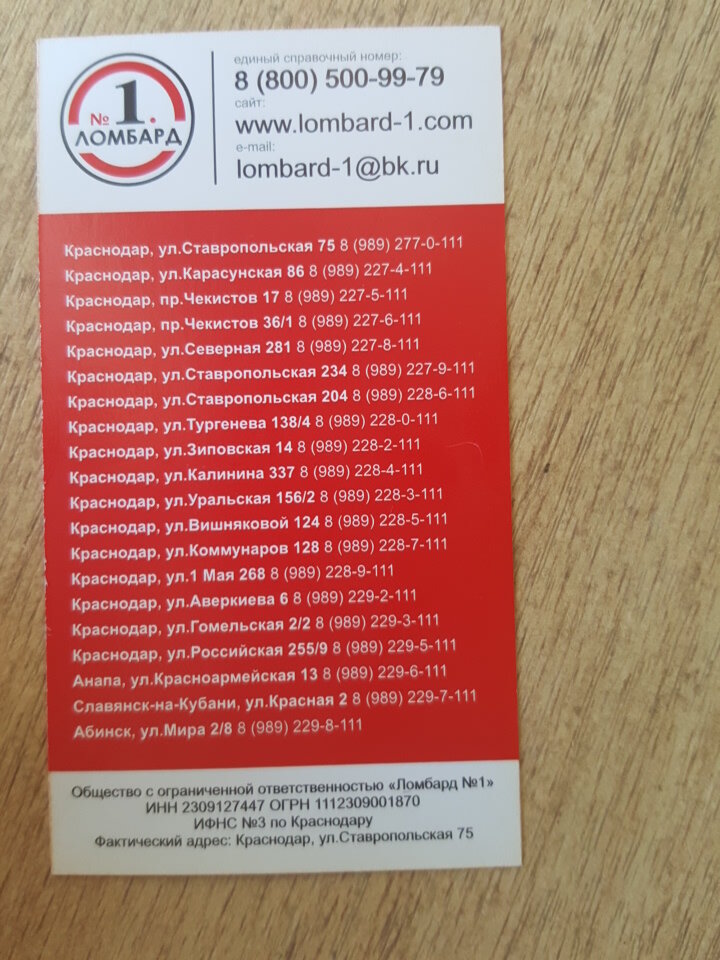 №1.
ЛОМБАРД
единый справочный номер:
8 (800) 500-99-79
сайт:
www.lombard-1.com
e-mail:
lombard-1@bk.ru
Краснодар, ул.Ставропольская 75 8 (989) 277-0-111
Краснодар, ул.Карасунская 86 8 (989) 227-4-111
Краснодар, пр.Чекистов 17 8 (989) 227-5-111
Краснодар, пр.Чекистов 36/1 8 (989) 227-6-111
Краснодар, ул.Северная 281 8 (989) 227-8-111
Краснодар, ул.Ставропольская 234 8 (989) 227-9-111
Краснодар, ул.Ставропольская 204 8 (989) 228-6-111
Краснодар, ул.Тургенева 138/4 8 (989) 228-0-111
Краснодар, ул.Зиповская 14 8 (989) 228-2-111
Краснодар, ул.Калинина 337 8 (989) 228-4-111
Краснодар, ул.Уральская 156/2 8 (989) 228-3-111
Краснодар, ул.Вишняковой 124 8 (989) 228-5-111
Краснодар, ул.Коммунаров 128 8 (989) 228-7-111
Краснодар, ул.1 Мая 268 8 (989) 228-9-111
Краснодар, ул.Аверкиева 6 8 (989) 229-2-111
Краснодар, ул.Гомельская 2/2 8 (989) 229-3-111
Краснодар, ул.Российская 255/9 8 (989) 229-5-111
Анапа, ул.Красноармейская 13 8 (989) 229-6-111
Славянск-на-Кубани, ул.Красная 2 8 (989) 229-7-111
Абинск, ул.Мира 2/8 8 (989) 229-8-111
Общество с ограниченной ответственностью «Ломбард №1»
ИНН 2309127447 ОГРН 1112309001870
ИФНС №3 по Краснодару
Фактический адрес: Краснодар, ул.Ставропольская 75